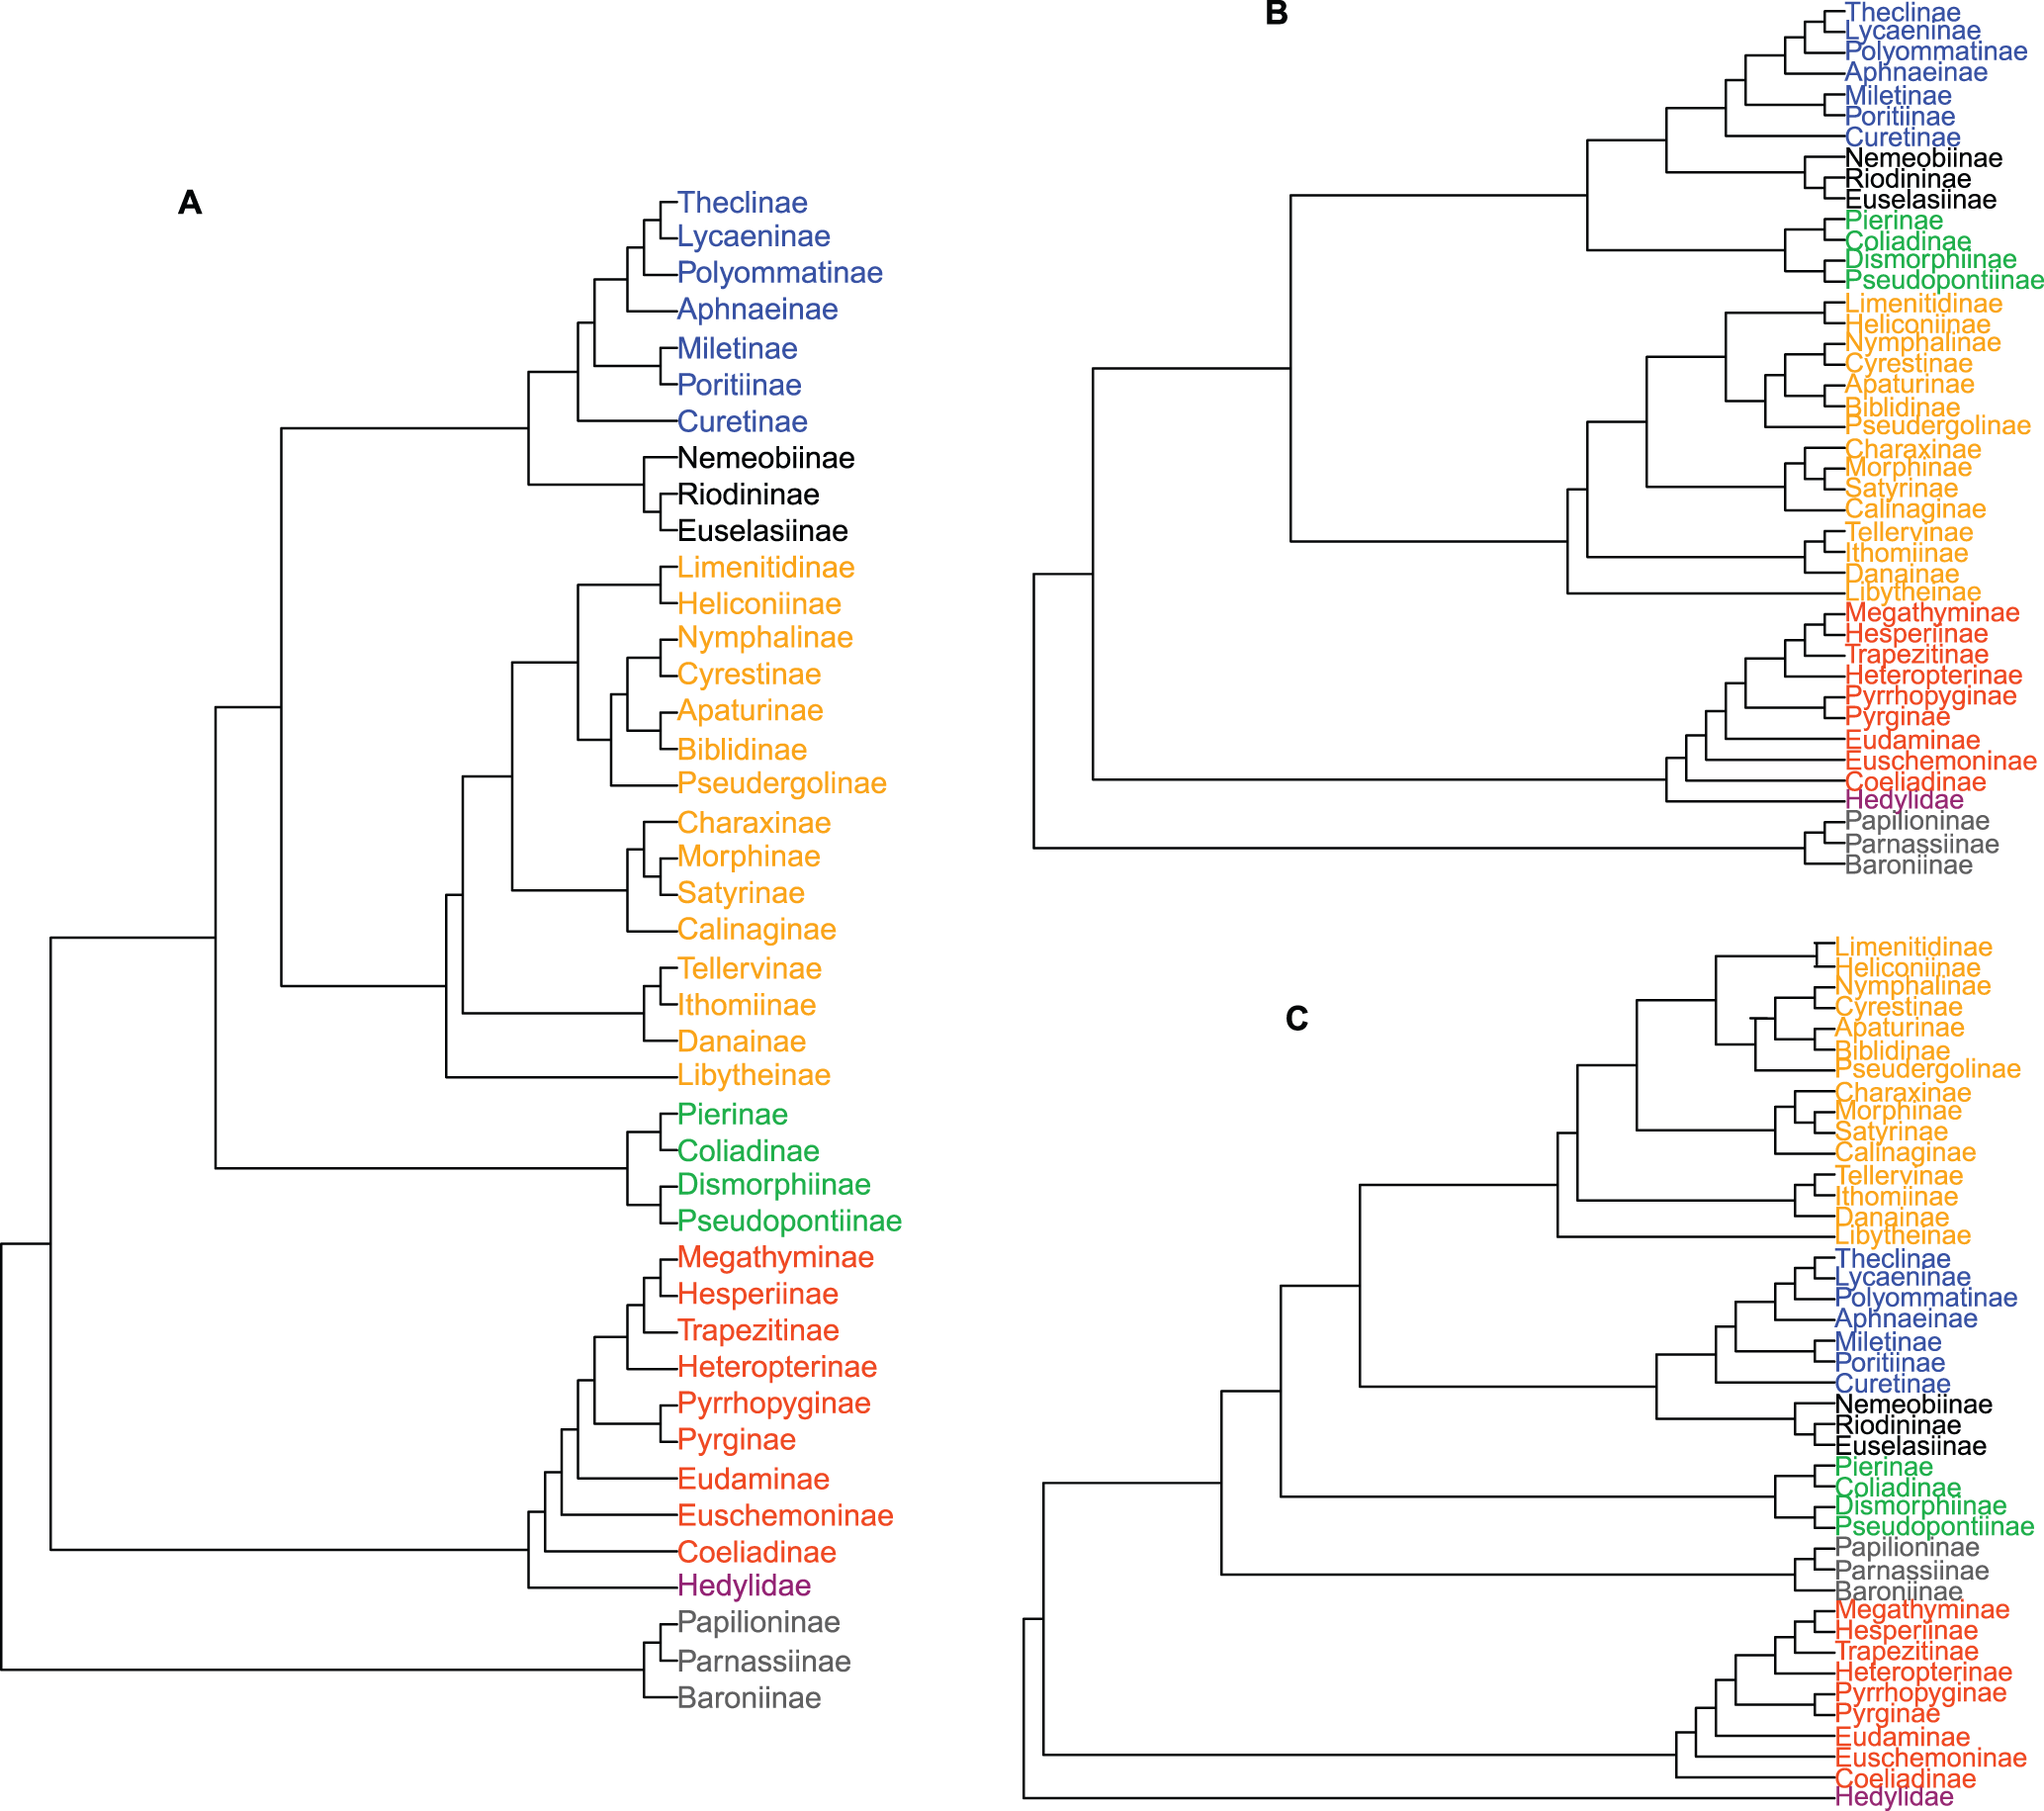 A
Theclinae
Lycaeninae
Polyommatinae
Aphnaeinae
Miletinae
Poritiinae
Curetinae
Nemeobiinae
Riodininae
Euselasiinae
Limenitidinae
Heliconiinae
Nymphalinae
Cyrestinae
Apaturinae
Biblidinae
Pseudergolinae
Charaxinae
Morphinae
Satyrinae
Calinaginae
Tellervinae
Ithomiinae
Danainae
Libytheinae
Pierinae
Coliadinae
Dismorphiinae
Pseudopontiinae
Megathyminae
Hesperiinae
Trapezitinae
Heteropterinae
Pyrrhopyginae
Pyrginae
Eudaminae
Euschemoninae
Coeliadinae
Hedylidae
Papilioninae
Parnassiinae
Baroniinae
B
Theclinae
Lycaeninae
Polyommatinae
Aphnaeinae
Miletinae
Poritiinae
Curetinae
Nemeobiinae
Riodininae
Euselasiinae
Pierinae
Coliadinae
Dismorphiinae
Pseudopontiinae
Limenitidinae
Heliconiinae
Nymphalinae
Cyrestinae
Apaturinae
Biblidinae
Pseudergolinae
Charaxinae
Morphinae
Satyrinae
Calinaginae
Tellervinae
Ithomiinae
Danainae
Libytheinae
Megathyminae
Hesperiinae
Trapezitinae
Heteropterinae
Pyrrhopyginae
Pyrginae
Eudaminae
Euschemoninae
Coeliadinae
Hedylidae
Papilioninae
Parnassiinae
Baroniinae
C
Limenitidinae
Heliconiinae
Nymphalinae
Cyrestinae
Apaturinae
Biblidinae
Pseudergolinae
Charaxinae
Morphinae
Satyrinae
Calinaginae
Tellervinae
Ithomiinae
Danainae
Libytheinae
Theclinae
Lycaeninae
Polyommatinae
Aphnaeinae
Miletinae
Poritiinae
Curetinae
Nemeobiinae
Riodininae
Euselasiinae
Pierinae
Coliadinae
Dismorphiinae
Pseudopontiinae
Papilioninae
Parnassiinae
Baroniinae
Megathyminae
Hesperiinae
Trapezitinae
Heteropterinae
Pyrrhopyginae
Pyrginae
Eudaminae
Euschemoninae
Coeliadinae
Hedylidae